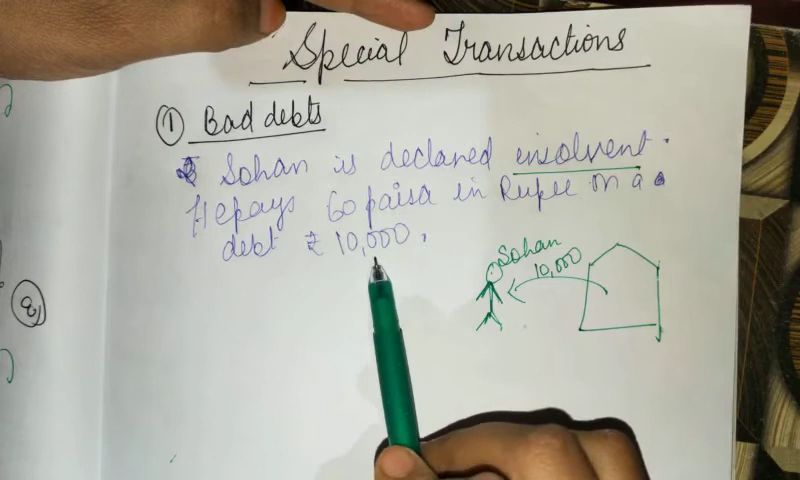 Special Transactions
① Bad debts
Sohan is declared insolvent.
He pays 60 paisa in Rupee on a
debt ₹ 10,000.
Sohan
10,000
3